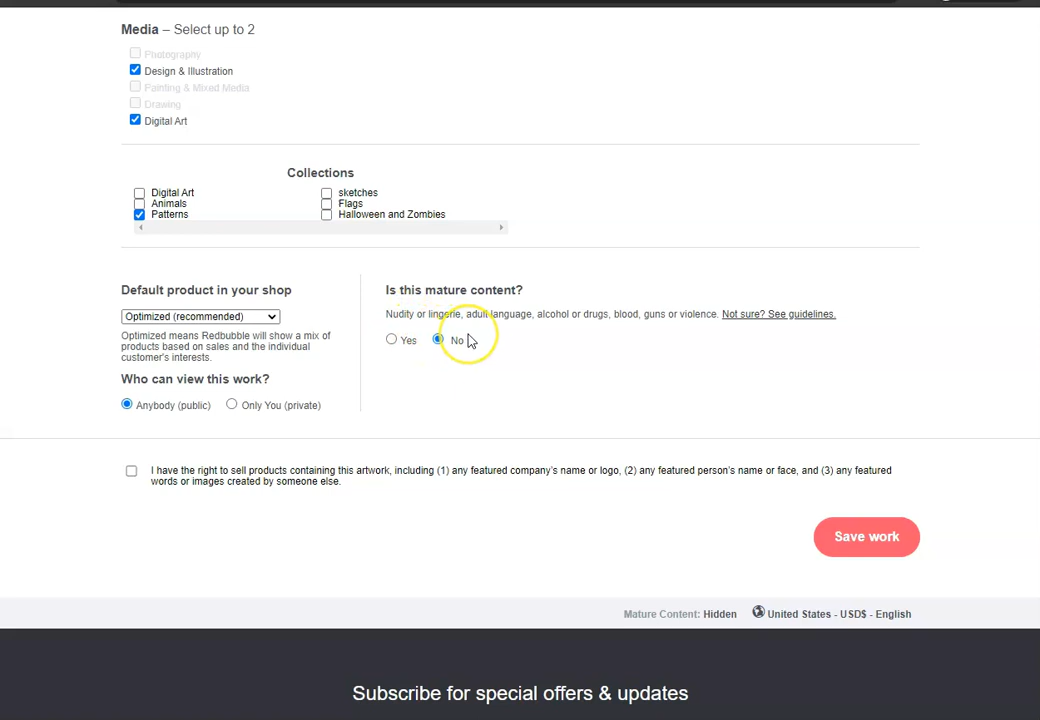 Media – Select up to 2
Photography
Design & Illustration
Painting & Mixed Media
Drawing
Digital Art
Collections
Digital Art
Animals
Patterns
sketches
Flags
Halloween and Zombies
Default product in your shop
Optimized (recommended)
Optimized means Redbubble will show a mix of
products based on sales and the individual
customer's interests.
Who can view this work?
Anybody (public) Only You (private)
Is this mature content?
Nudity or lingerie, adult language, alcohol or drugs, blood, guns or violence. Not sure? See guidelines.
Yes No
I have the right to sell products containing this artwork, including (1) any featured company's name or logo, (2) any featured person's name or face, and (3) any featured
words or images created by someone else.
Save work
Mature Content: Hidden United States - USD$ - English
Subscribe for special offers & updates